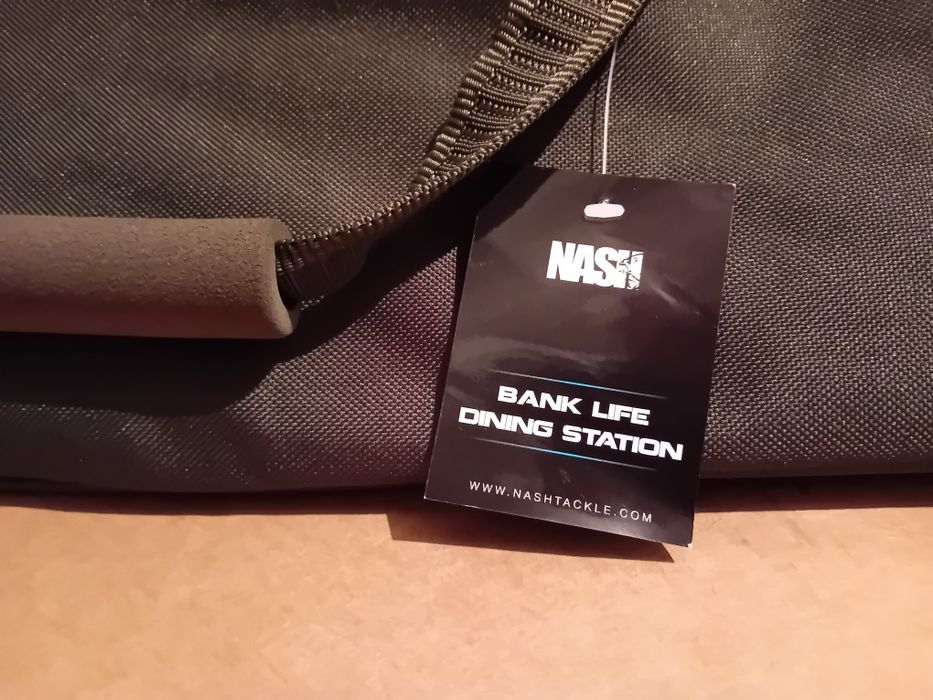 NASH
BANK LIFE
DINING STATION
WWW.NASHTACKLE.COM